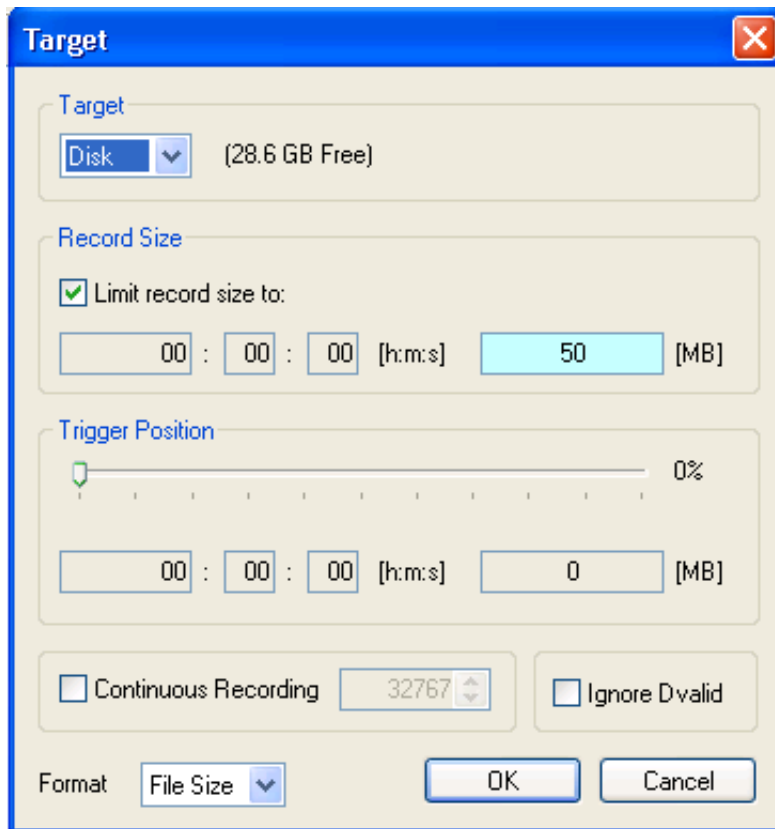 Target
Target
Disk (28.6 GB Free)
Record Size
Limit record size to:
00 : 00 : 00 [h:m:s] 50 [MB]
Trigger Position
0%
00 : 00 : 00 [h:m:s] 0 [MB]
Continuous Recording 32767 Ignore Dvalid
Format File Size OK Cancel